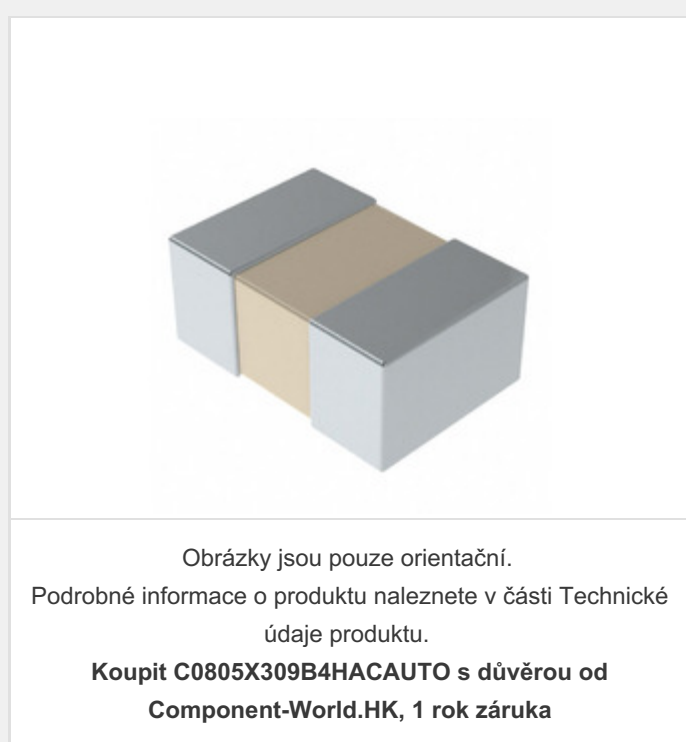 Obrázky jsou pouze orientační.
Podrobné informace o produktu naleznete v části Technické
údaje produktu.
Koupit C0805X309B4HACAUTO s důvěrou od
Component-World.HK, 1 rok záruka